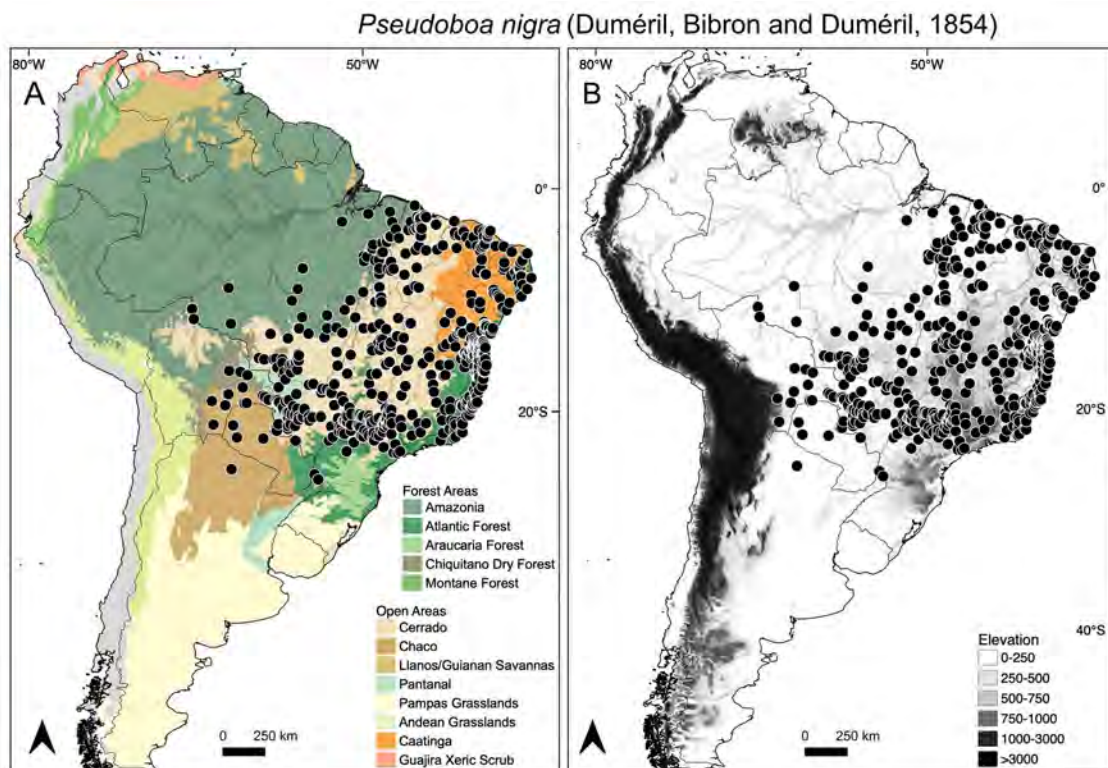 Pseudoboa nigra (Duméril, Bibron and Duméril, 1854)
80°W
50°W
A
0°
20°S
Forest Areas
Amazonia
Atlantic Forest
Araucaria Forest
Chiquitano Dry Forest
Montane Forest
Open Areas
Cerrado
Chaco
Llanos/Guianan Savannas
Pantanal
Pampas Grasslands
Andean Grasslands
Caatinga
Guajira Xeric Scrub
0 250 km
80°W
50°W
B
0°
20°S
40°S
Elevation
0-250
250-500
500-750
750-1000
1000-3000
>3000
0 250 km